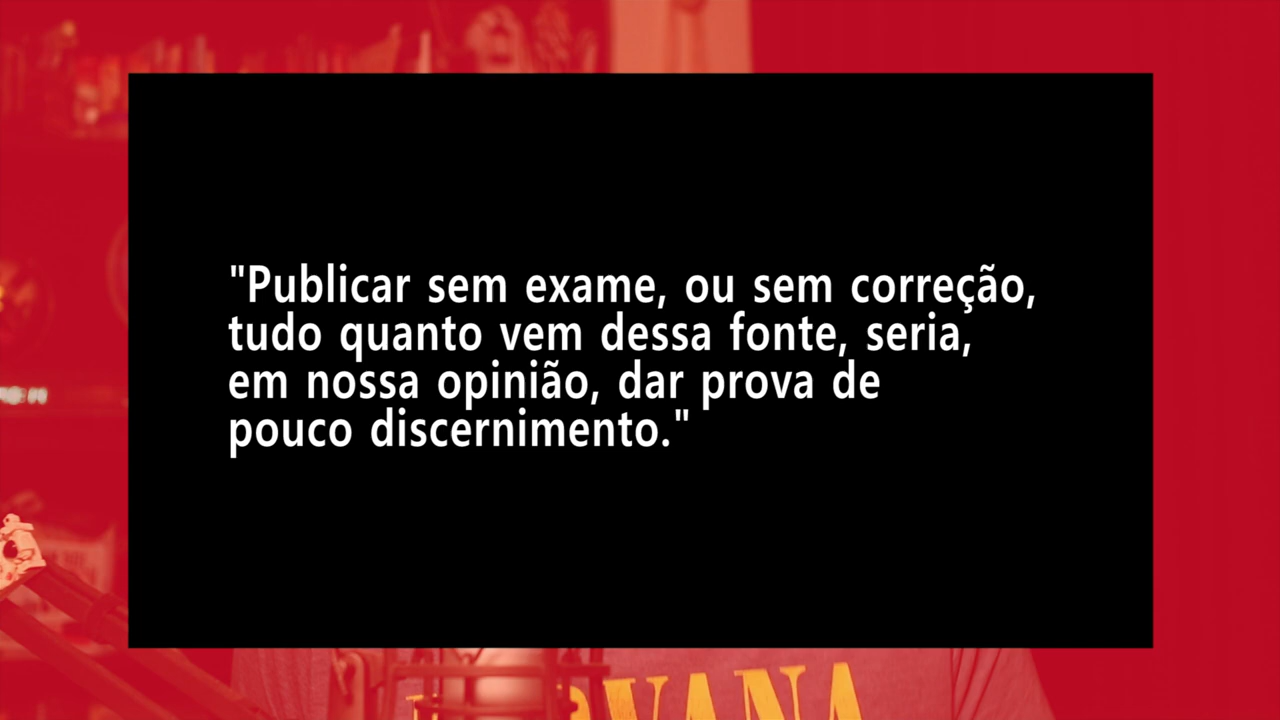 "Publicar sem exame, ou sem correção,
tudo quanto vem dessa fonte, seria,
em nossa opinião, dar prova de
pouco discernimento."